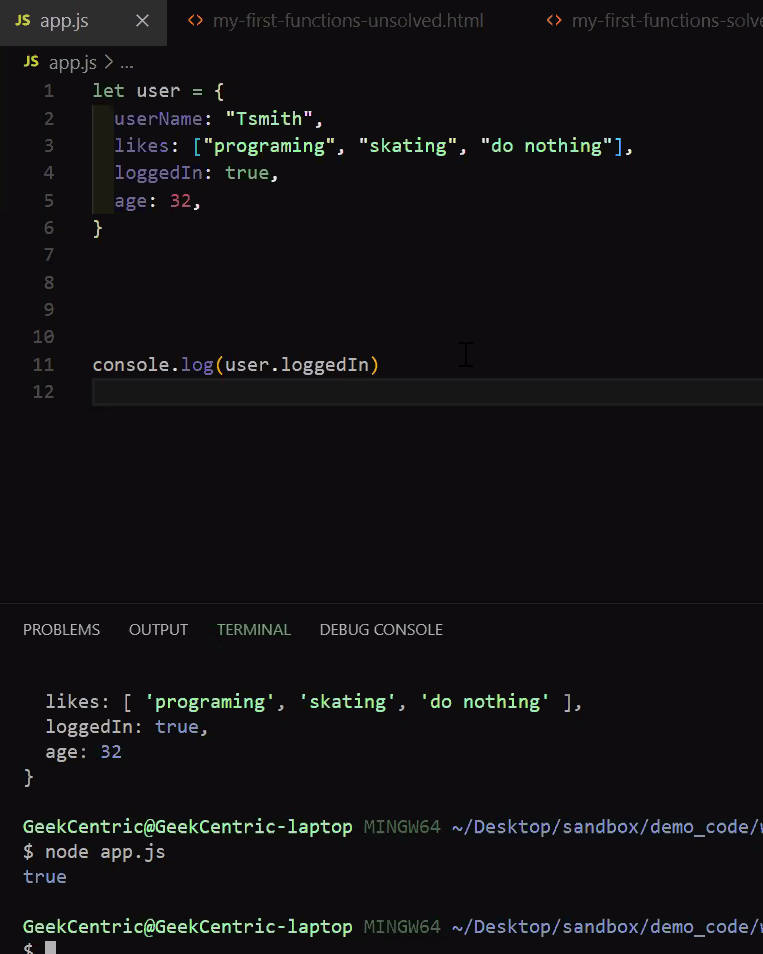 JS app.js × <> my-first-functions-unsolved.html <> my-first-functions-solve
JS app.js > ...
1 let user = {
2 userName: "Tsmith",
3 likes: ["programing", "skating", "do nothing"],
4 loggedIn: true,
5 age: 32,
6 }
7
8
9
10
11 console.log(user.loggedIn)
12
PROBLEMS OUTPUT TERMINAL DEBUG CONSOLE
likes: [ 'programing', 'skating', 'do nothing' ],
loggedIn: true,
age: 32
}
GeekCentric@GeekCentric-laptop MINGW64 ~/Desktop/sandbox/demo_code/
$ node app.js
true
GeekCentric@GeekCentric-laptop MINGW64 ~/Desktop/sandbox/demo_code/
$